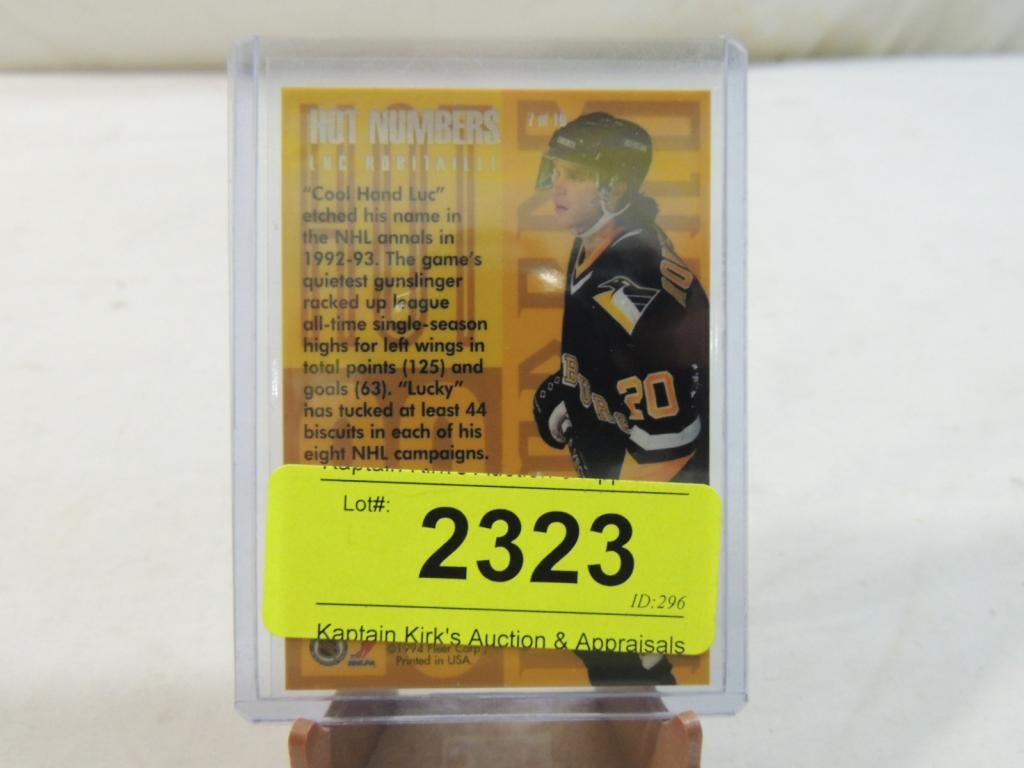 HOT NUMBERS
7 of 10
LUC ROBITAILLE
"Cool Hand Luc"
etched his name in
the NHL annals in
1992-93. The game's
quietest gunslinger
racked up league
all-time single-season
highs for left wings in
total points (125) and
goals (63). "Lucky"
has tucked at least 44
biscuits in each of his
eight NHL campaigns.
20
Lot#:
2323
ID:296
Kaptain Kirk's Auction & Appraisals
©1994 Fleer Corp.
NHLPA
Printed in USA